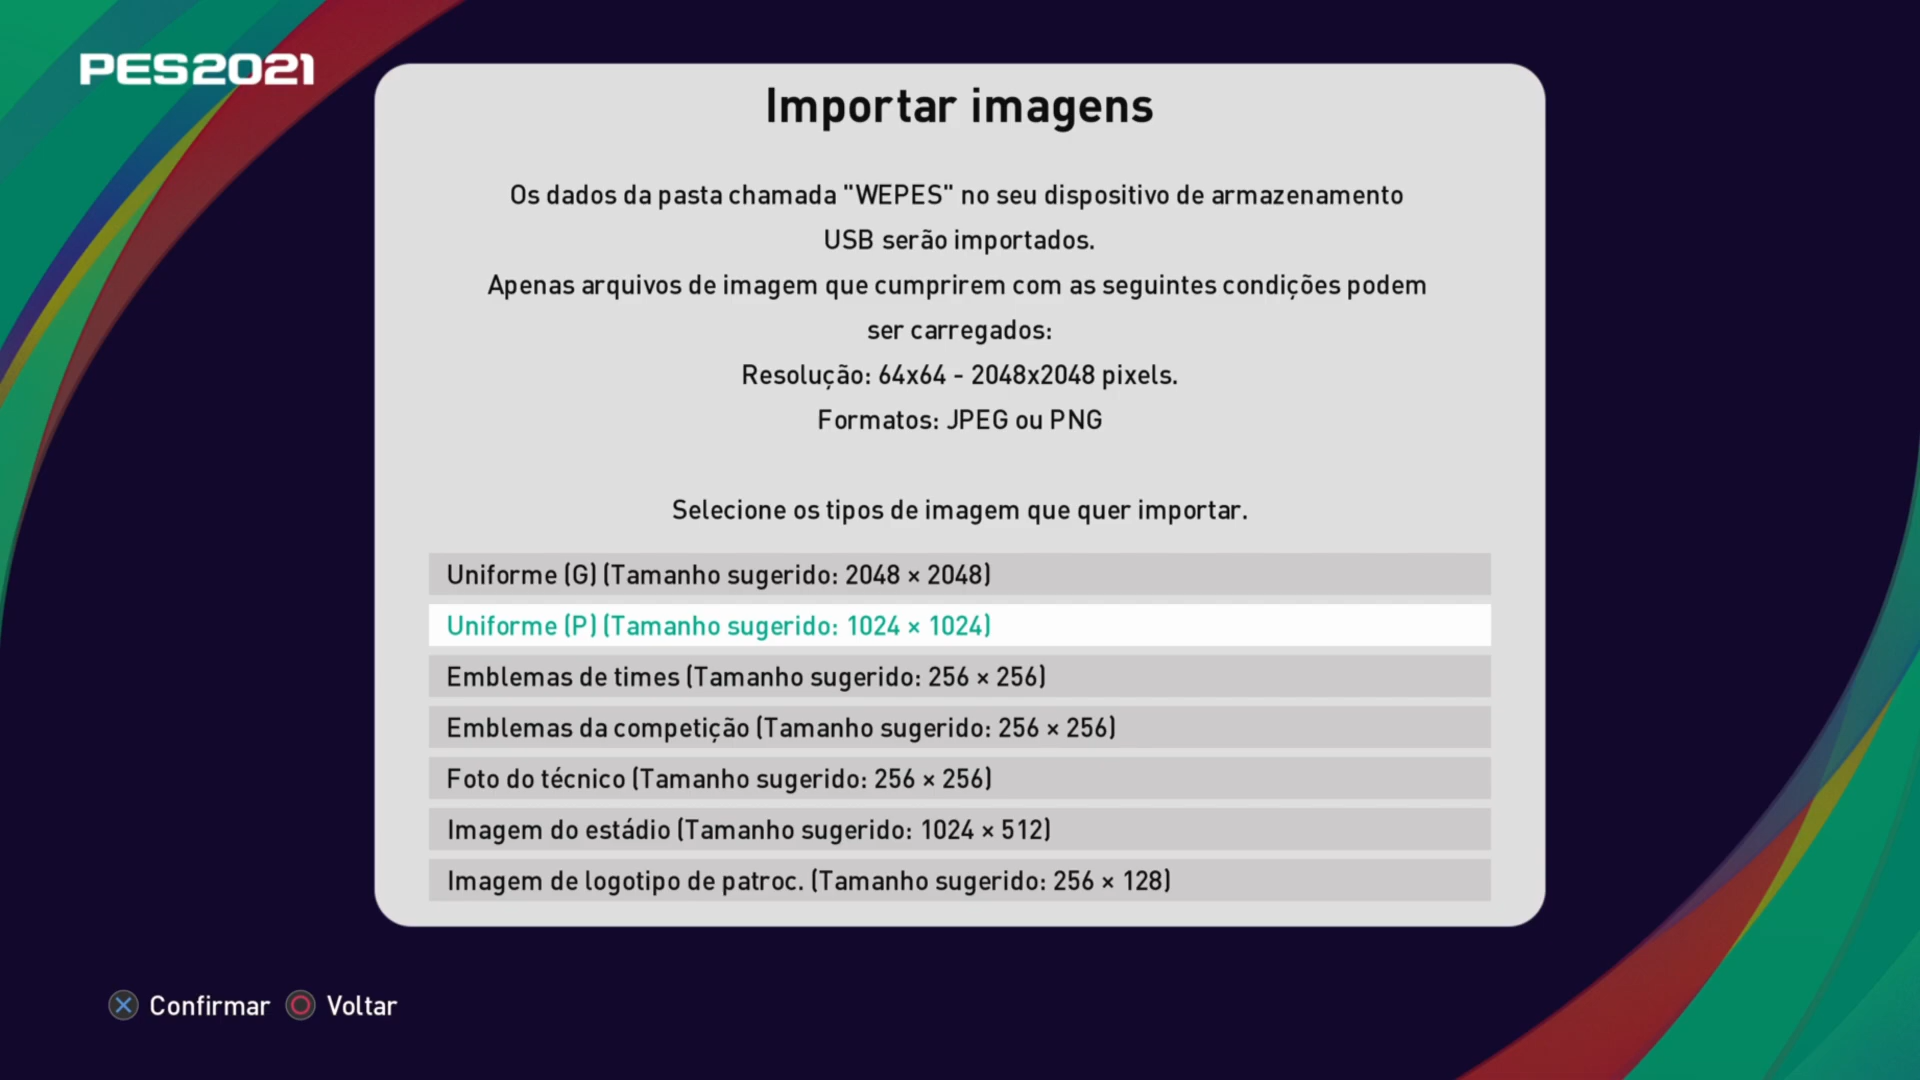 PES2021
Importar imagens
Os dados da pasta chamada "WEPES" no seu dispositivo de armazenamento
USB serão importados.
Apenas arquivos de imagem que cumprirem com as seguintes condições podem
ser carregados:
Resolução: 64x64 - 2048x2048 pixels.
Formatos: JPEG ou PNG
Selecione os tipos de imagem que quer importar.
Uniforme (G) (Tamanho sugerido: 2048 × 2048)
Uniforme (P) (Tamanho sugerido: 1024 × 1024)
Emblemas de times (Tamanho sugerido: 256 × 256)
Emblemas da competição (Tamanho sugerido: 256 × 256)
Foto do técnico (Tamanho sugerido: 256 × 256)
Imagem do estádio (Tamanho sugerido: 1024 × 512)
Imagem de logotipo de patroc. (Tamanho sugerido: 256 × 128)
Confirmar Voltar